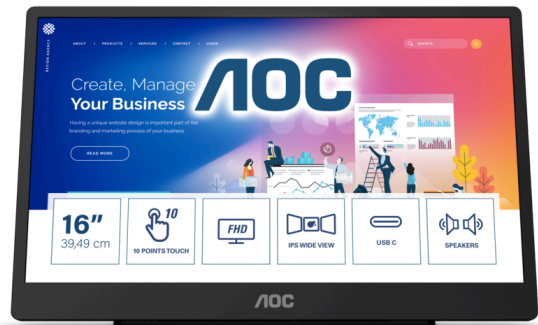 DESIGN AGENCY
ABOUT | PRODUCTS | SERVICES | CONTACT | LOGIN
SEARCH
Create, Manage
Your Business
AOC
Having a unique website design is important part of the
branding and marketing process of your business
READ MORE
16"
39,49 cm
10
10 POINTS TOUCH
FHD
IPS WIDE VIEW
USB C
SPEAKERS
AOC